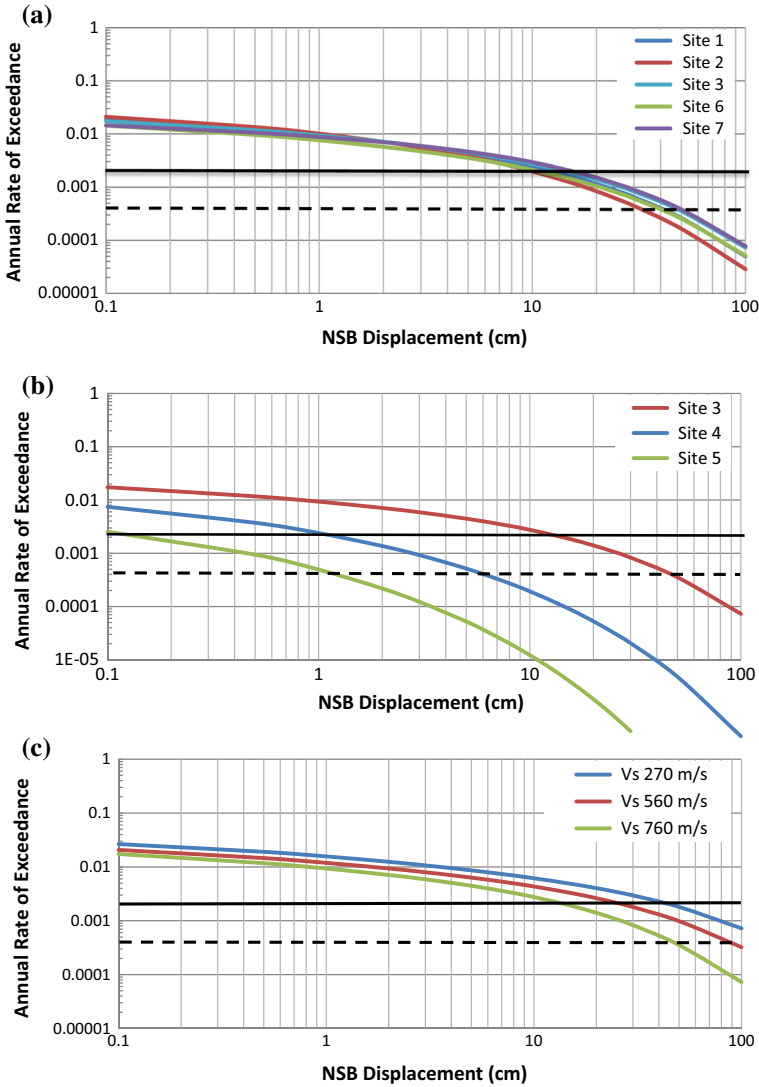 (a)
1
0.1
0.01
0.001
0.0001
0.00001
0.1 1 10 100
Annual Rate of Exceedance
NSB Displacement (cm)
Site 1
Site 2
Site 3
Site 6
Site 7
(b)
1
0.1
0.01
0.001
0.0001
1E-05
0.1 1 10 100
Annual Rate of Exceedance
NSB Displacement (cm)
Site 3
Site 4
Site 5
(c)
1
0.1
0.01
0.001
0.0001
0.00001
0.1 1 10 100
Annual Rate of Exceedance
NSB Displacement (cm)
Vs 270 m/s
Vs 560 m/s
Vs 760 m/s